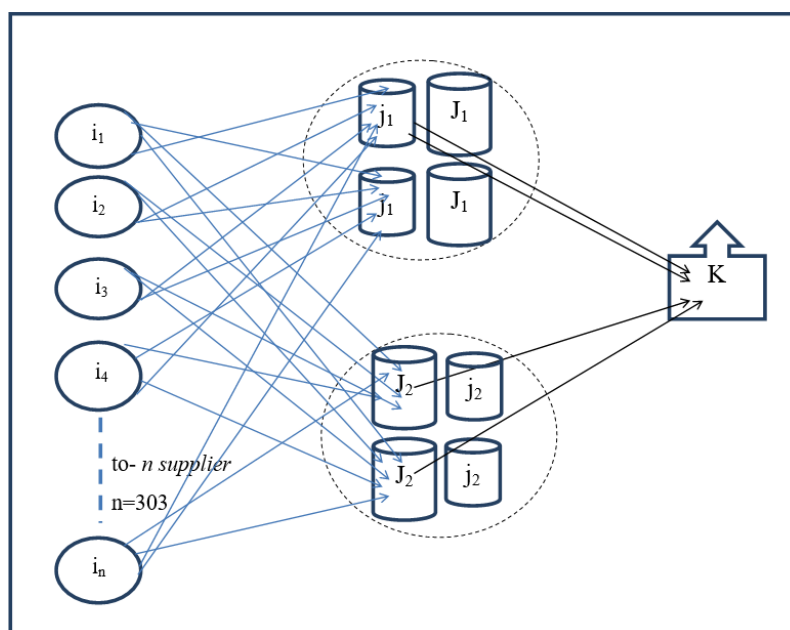 i₁
i₂
i₃
i₄
to- n supplier
n=303
iₙ
j₁ J₁
j₁ J₁
J₂ j₂
J₂ j₂
K